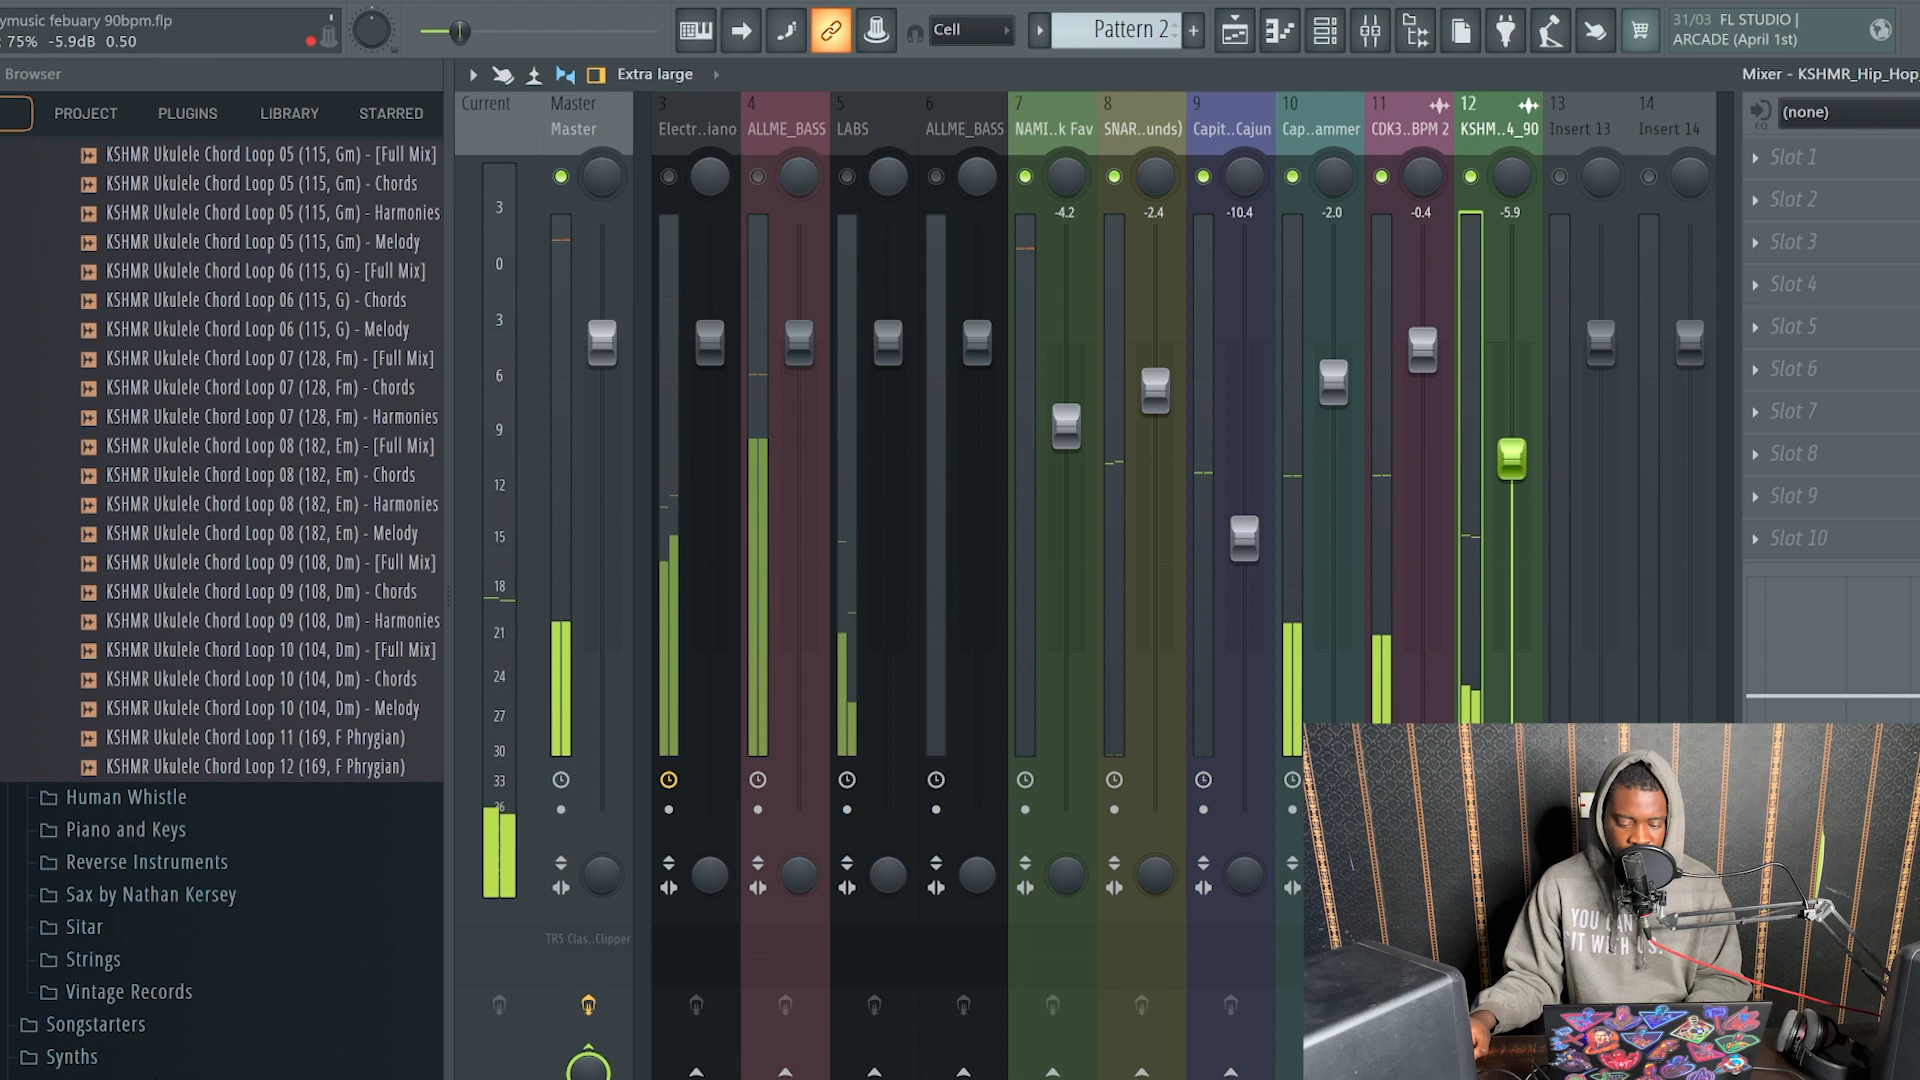 ymusic febuary 90bpm.flp
: 75% -5.9dB 0.50
Cell
Pattern 2
+
31/03 FL STUDIO |
ARCADE (April 1st)
Browser
PROJECT PLUGINS LIBRARY STARRED
KSHMR Ukulele Chord Loop 05 (115, Gm) - [Full Mix]
KSHMR Ukulele Chord Loop 05 (115, Gm) - Chords
KSHMR Ukulele Chord Loop 05 (115, Gm) - Harmonies
KSHMR Ukulele Chord Loop 05 (115, Gm) - Melody
KSHMR Ukulele Chord Loop 06 (115, G) - [Full Mix]
KSHMR Ukulele Chord Loop 06 (115, G) - Chords
KSHMR Ukulele Chord Loop 06 (115, G) - Melody
KSHMR Ukulele Chord Loop 07 (128, Fm) - [Full Mix]
KSHMR Ukulele Chord Loop 07 (128, Fm) - Chords
KSHMR Ukulele Chord Loop 07 (128, Fm) - Harmonies
KSHMR Ukulele Chord Loop 08 (182, Em) - [Full Mix]
KSHMR Ukulele Chord Loop 08 (182, Em) - Chords
KSHMR Ukulele Chord Loop 08 (182, Em) - Harmonies
KSHMR Ukulele Chord Loop 08 (182, Em) - Melody
KSHMR Ukulele Chord Loop 09 (108, Dm) - [Full Mix]
KSHMR Ukulele Chord Loop 09 (108, Dm) - Chords
KSHMR Ukulele Chord Loop 09 (108, Dm) - Harmonies
KSHMR Ukulele Chord Loop 10 (104, Dm) - [Full Mix]
KSHMR Ukulele Chord Loop 10 (104, Dm) - Chords
KSHMR Ukulele Chord Loop 10 (104, Dm) - Melody
KSHMR Ukulele Chord Loop 11 (169, F Phrygian)
KSHMR Ukulele Chord Loop 12 (169, F Phrygian)
Human Whistle
Piano and Keys
Reverse Instruments
Sax by Nathan Kersey
Sitar
Strings
Vintage Records
Songstarters
Synths
Extra large
Current Master 3 4 5 6 7 8 9 10 11 12 13 14
Master Electr..iano ALLME_BASS LABS ALLME_BASS NAMI..k Fav SNAR..unds) Capit..Cajun Cap..ammer CDK3..BPM 2 KSHM..4_90 Insert 13 Insert 14
-4.2 -2.4 -10.4 -2.0 -0.4 -5.9
3
0
3
6
9
12
15
18
21
24
27
30
33
36
TR5 Clas..Clipper
Mixer - KSHMR_Hip_Hop_
EQ
(none)
Slot 1
Slot 2
Slot 3
Slot 4
Slot 5
Slot 6
Slot 7
Slot 8
Slot 9
Slot 10
YOU CAN
SIT WITH US.